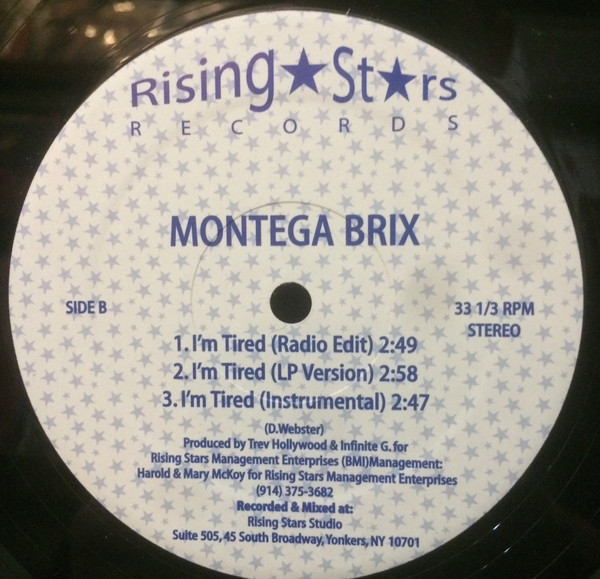 Rising★St★rs
RECORDS
MONTEGA BRIX
SIDE B
33 1/3 RPM
STEREO
1. I'm Tired (Radio Edit) 2:49
2. I'm Tired (LP Version) 2:58
3. I'm Tired (Instrumental) 2:47
(D.Webster)
Produced by Trev Hollywood & Infinite G. for
Rising Stars Management Enterprises (BMI)Management:
Harold & Mary McKoy for Rising Stars Management Enterprises
(914) 375-3682
Recorded & Mixed at:
Rising Stars Studio
Suite 505, 45 South Broadway, Yonkers, NY 10701